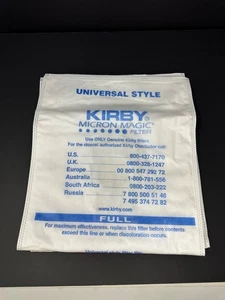 UNIVERSAL STYLE
KIRBY®
MICRON MAGIC®
FILTER
Use ONLY Genuine Kirby filters
For the closest authorized Kirby Distributor call:
U.S. 800-437-7170
U.K. 0800-328-1247
Europe 00 800 547 292 73
Australia 1-800-781-556
South Africa 0800-203-222
Russia 7 800 500 51 46
7 495 374 72 82
www.kirby.com
FULL
For maximum effectiveness, replace this filter before contents
exceed this line or when discoloration occurs.